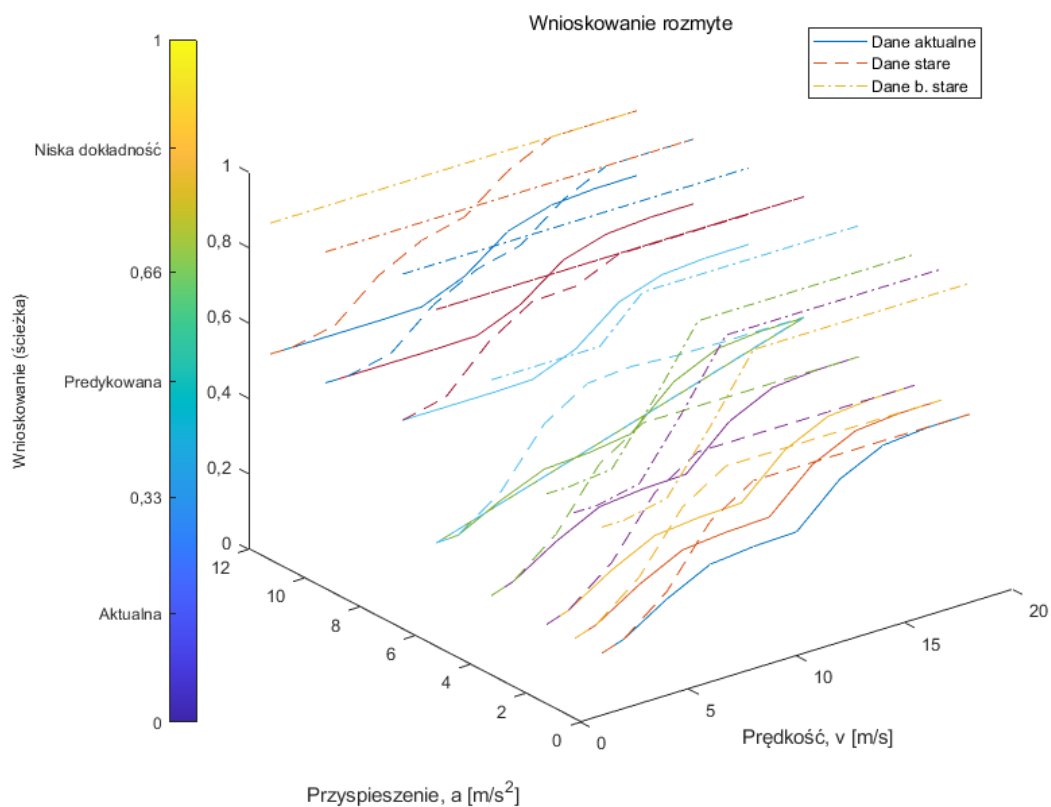 Wnioskowanie rozmyte
Dane aktualne
Dane stare
Dane b. stare
Wnioskowanie (ścieżka)
1
Niska dokładność
0,66
Predykowana
0,33
Aktualna
0
1
0,8
0,6
0,4
0,2
0
12
10
8
6
4
2
0
Przyspieszenie, a [m/s²]
0
5
10
15
20
Prędkość, v [m/s]